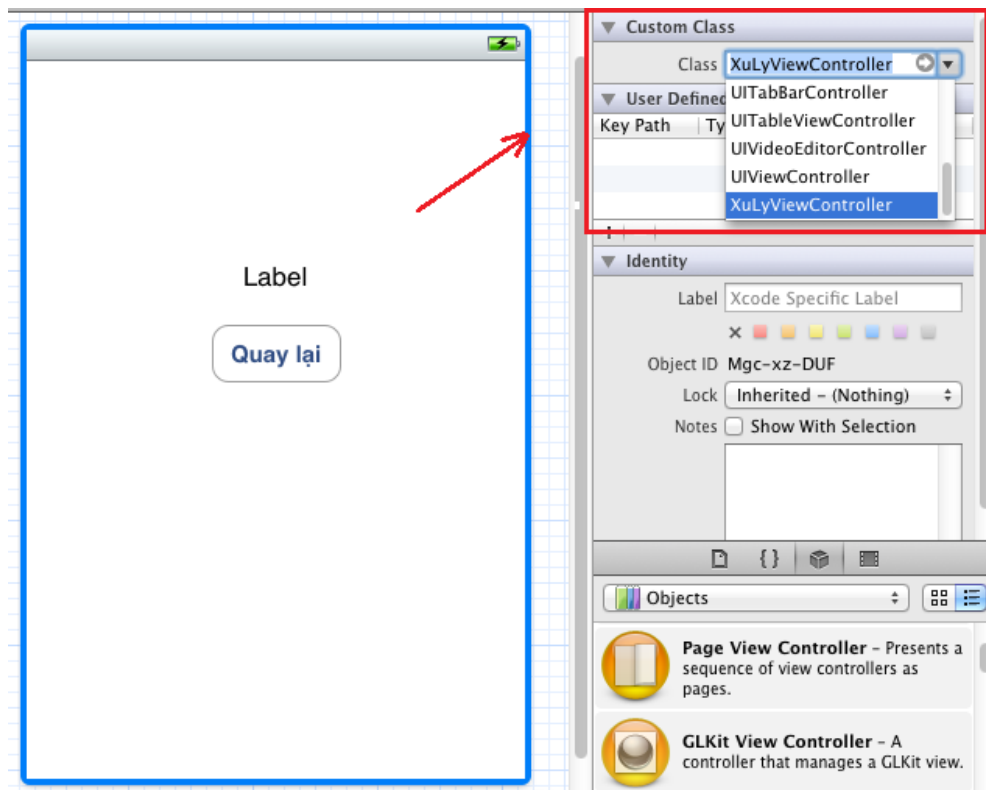 Label
Quay lại
Custom Class
Class XuLyViewController
UITabBarController
UITableViewController
UIVideoEditorController
UIViewController
XuLyViewController
User Defined
Key Path Ty
Identity
Label Xcode Specific Label
Object ID Mgc-xz-DUF
Lock Inherited – (Nothing)
Notes Show With Selection
{}
Objects
Page View Controller – Presents a
sequence of view controllers as
pages.
GLKit View Controller – A
controller that manages a GLKit view.